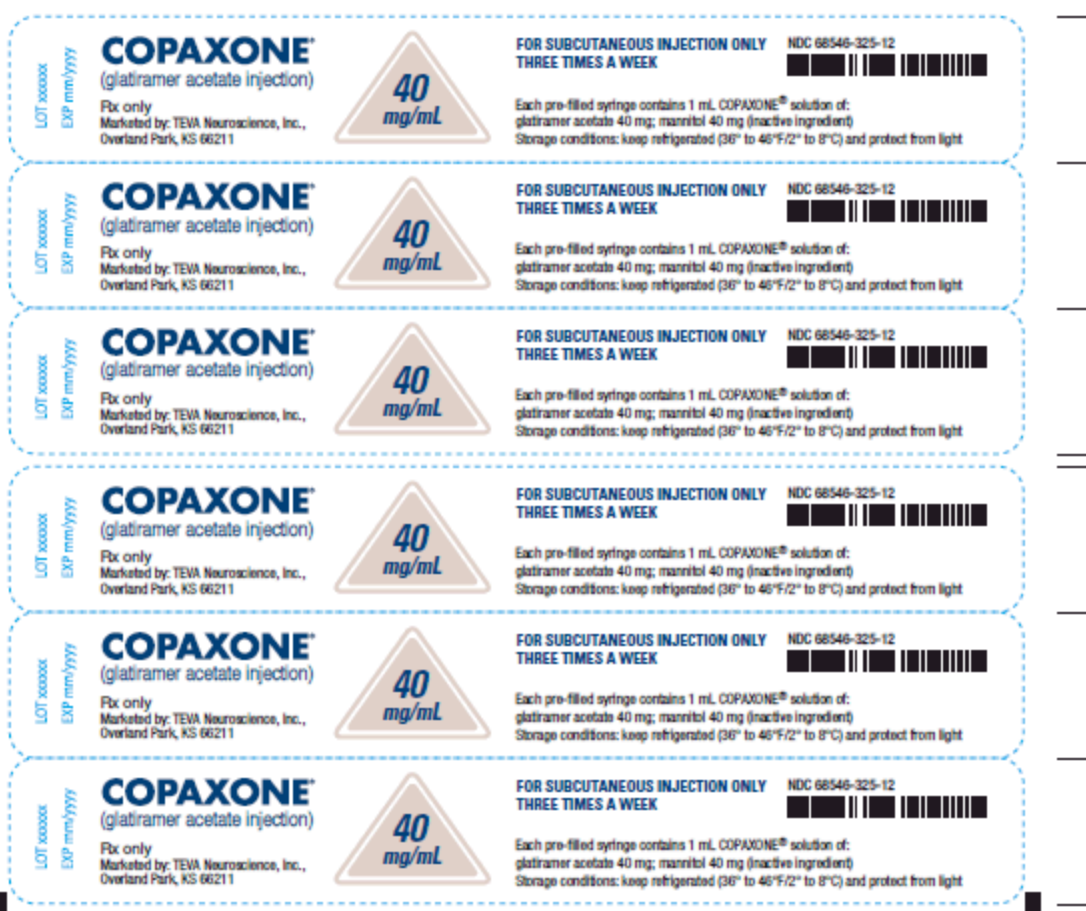 LOT xxxxxx
EXP mm/yyyy
COPAXONE®
(glatiramer acetate injection)
Rx only
Marketed by: TEVA Neuroscience, Inc.,
Overland Park, KS 66211
40
mg/mL
FOR SUBCUTANEOUS INJECTION ONLY
THREE TIMES A WEEK
NDC 68546-325-12
Each pre-filled syringe contains 1 mL COPAXONE® solution of:
glatiramer acetate 40 mg; mannitol 40 mg (inactive ingredient)
Storage conditions: keep refrigerated (36° to 46°F/2° to 8°C) and protect from light
LOT xxxxxx
EXP mm/yyyy
COPAXONE®
(glatiramer acetate injection)
Rx only
Marketed by: TEVA Neuroscience, Inc.,
Overland Park, KS 66211
40
mg/mL
FOR SUBCUTANEOUS INJECTION ONLY
THREE TIMES A WEEK
NDC 68546-325-12
Each pre-filled syringe contains 1 mL COPAXONE® solution of:
glatiramer acetate 40 mg; mannitol 40 mg (inactive ingredient)
Storage conditions: keep refrigerated (36° to 46°F/2° to 8°C) and protect from light
LOT xxxxxx
EXP mm/yyyy
COPAXONE®
(glatiramer acetate injection)
Rx only
Marketed by: TEVA Neuroscience, Inc.,
Overland Park, KS 66211
40
mg/mL
FOR SUBCUTANEOUS INJECTION ONLY
THREE TIMES A WEEK
NDC 68546-325-12
Each pre-filled syringe contains 1 mL COPAXONE® solution of:
glatiramer acetate 40 mg; mannitol 40 mg (inactive ingredient)
Storage conditions: keep refrigerated (36° to 46°F/2° to 8°C) and protect from light
LOT xxxxxx
EXP mm/yyyy
COPAXONE®
(glatiramer acetate injection)
Rx only
Marketed by: TEVA Neuroscience, Inc.,
Overland Park, KS 66211
40
mg/mL
FOR SUBCUTANEOUS INJECTION ONLY
THREE TIMES A WEEK
NDC 68546-325-12
Each pre-filled syringe contains 1 mL COPAXONE® solution of:
glatiramer acetate 40 mg; mannitol 40 mg (inactive ingredient)
Storage conditions: keep refrigerated (36° to 46°F/2° to 8°C) and protect from light
LOT xxxxxx
EXP mm/yyyy
COPAXONE®
(glatiramer acetate injection)
Rx only
Marketed by: TEVA Neuroscience, Inc.,
Overland Park, KS 66211
40
mg/mL
FOR SUBCUTANEOUS INJECTION ONLY
THREE TIMES A WEEK
NDC 68546-325-12
Each pre-filled syringe contains 1 mL COPAXONE® solution of:
glatiramer acetate 40 mg; mannitol 40 mg (inactive ingredient)
Storage conditions: keep refrigerated (36° to 46°F/2° to 8°C) and protect from light
LOT xxxxxx
EXP mm/yyyy
COPAXONE®
(glatiramer acetate injection)
Rx only
Marketed by: TEVA Neuroscience, Inc.,
Overland Park, KS 66211
40
mg/mL
FOR SUBCUTANEOUS INJECTION ONLY
THREE TIMES A WEEK
NDC 68546-325-12
Each pre-filled syringe contains 1 mL COPAXONE® solution of:
glatiramer acetate 40 mg; mannitol 40 mg (inactive ingredient)
Storage conditions: keep refrigerated (36° to 46°F/2° to 8°C) and protect from light